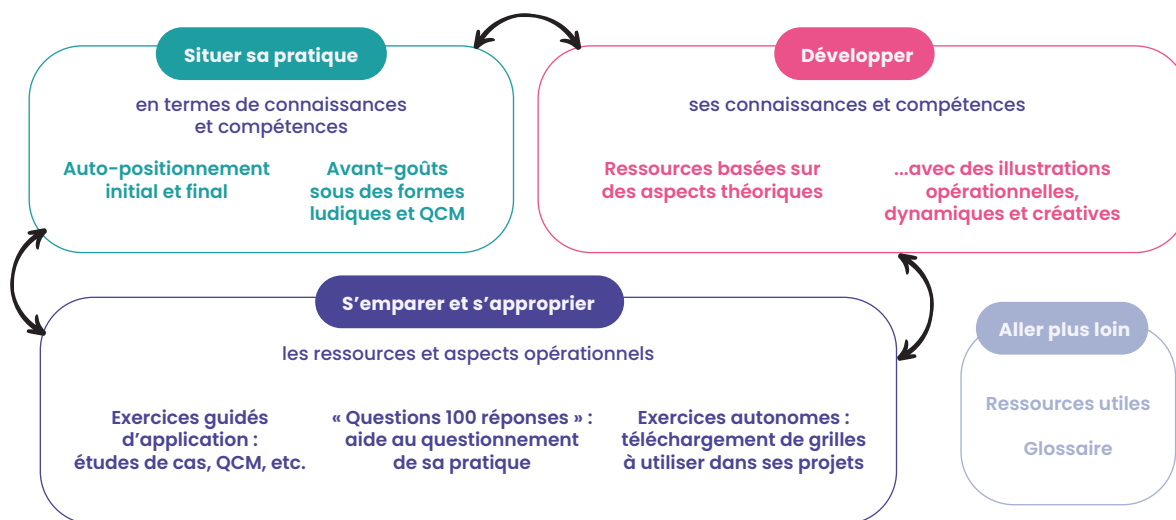 Situer sa pratique
en termes de connaissances
et compétences
Auto-positionnement
initial et final
Avant-goûts
sous des formes
ludiques et QCM
Développer
ses connaissances et compétences
Ressources basées sur
des aspects théoriques
...avec des illustrations
opérationnelles,
dynamiques et créatives
S’emparer et s’approprier
les ressources et aspects opérationnels
Exercices guidés
d’application :
études de cas, QCM, etc.
« Questions 100 réponses » :
aide au questionnement
de sa pratique
Exercices autonomes :
téléchargement de grilles
à utiliser dans ses projets
Aller plus loin
Ressources utiles
Glossaire